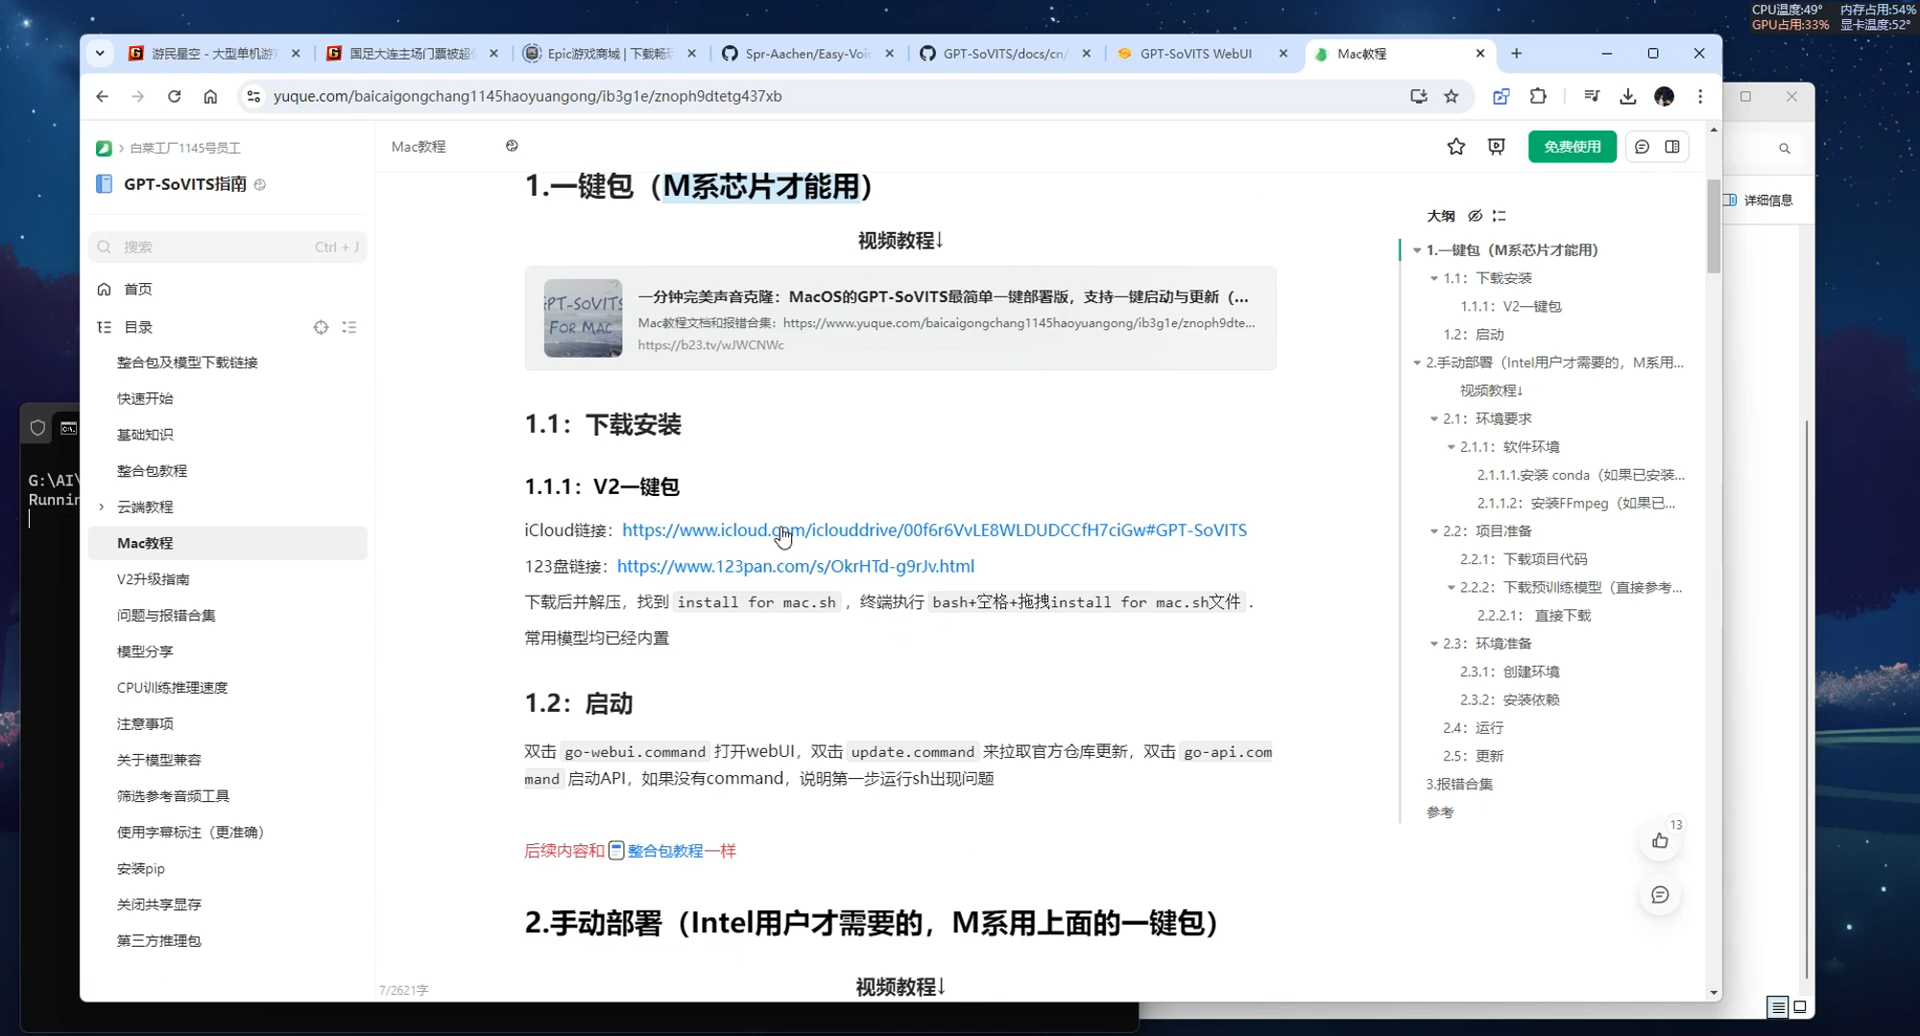 CPU温度:49° 内存占用:54%
GPU占用:33% 显卡温度:52°
游民星空 - 大型单机游
国足大连主场门票被超
Epic游戏商城 | 下载畅
Spr-Aachen/Easy-Voic
GPT-SoVITS/docs/cn/
GPT-SoVITS WebUI
Mac教程
yuque.com/baicaigongchang1145haoyuangong/ib3g1e/znoph9dtetg437xb
白菜工厂1145号员工
GPT-SoVITS指南
搜索 Ctrl + J
首页
目录
整合包及模型下载链接
快速开始
基础知识
整合包教程
云端教程
Mac教程
V2升级指南
问题与报错合集
模型分享
CPU训练推理速度
注意事项
关于模型兼容
筛选参考音频工具
使用字幕标注（更准确）
安装pip
关闭共享显存
第三方推理包
G:\AI\
Runnin
Mac教程
免费使用
1.一键包（M系芯片才能用）
视频教程↓
GPT-SoVITS
FOR MAC
一分钟完美声音克隆：MacOS的GPT-SoVITS最简单一键部署版，支持一键启动与更新（...
Mac教程文档和报错合集：https://www.yuque.com/baicaigongchang1145haoyuangong/ib3g1e/znoph9dte...
https://b23.tv/wJWCNWc
1.1：下载安装
1.1.1：V2一键包
iCloud链接：https://www.icloud.com/iclouddrive/00f6r6VvLE8WLDUDCCfH7ciGw#GPT-SoVITS
123盘链接：https://www.123pan.com/s/OkrHTd-g9rJv.html
下载后并解压，找到 install for mac.sh ，终端执行 bash+空格+拖拽install for mac.sh文件 .
常用模型均已经内置
1.2：启动
双击 go-webui.command 打开webUI，双击 update.command 来拉取官方仓库更新，双击 go-api.com
mand 启动API，如果没有command，说明第一步运行sh出现问题
后续内容和 整合包教程一样
2.手动部署（Intel用户才需要的，M系用上面的一键包）
视频教程↓
7/2621字
大纲
1.一键包（M系芯片才能用）
1.1：下载安装
1.1.1：V2一键包
1.2：启动
2.手动部署（Intel用户才需要的，M系用...
视频教程↓
2.1：环境要求
2.1.1：软件环境
2.1.1.1.安装 conda（如果已安装...
2.1.1.2：安装FFmpeg（如果已...
2.2：项目准备
2.2.1：下载项目代码
2.2.2：下载预训练模型（直接参考...
2.2.2.1： 直接下载
2.3：环境准备
2.3.1：创建环境
2.3.2：安装依赖
2.4：运行
2.5：更新
3.报错合集
参考
13
详细信息